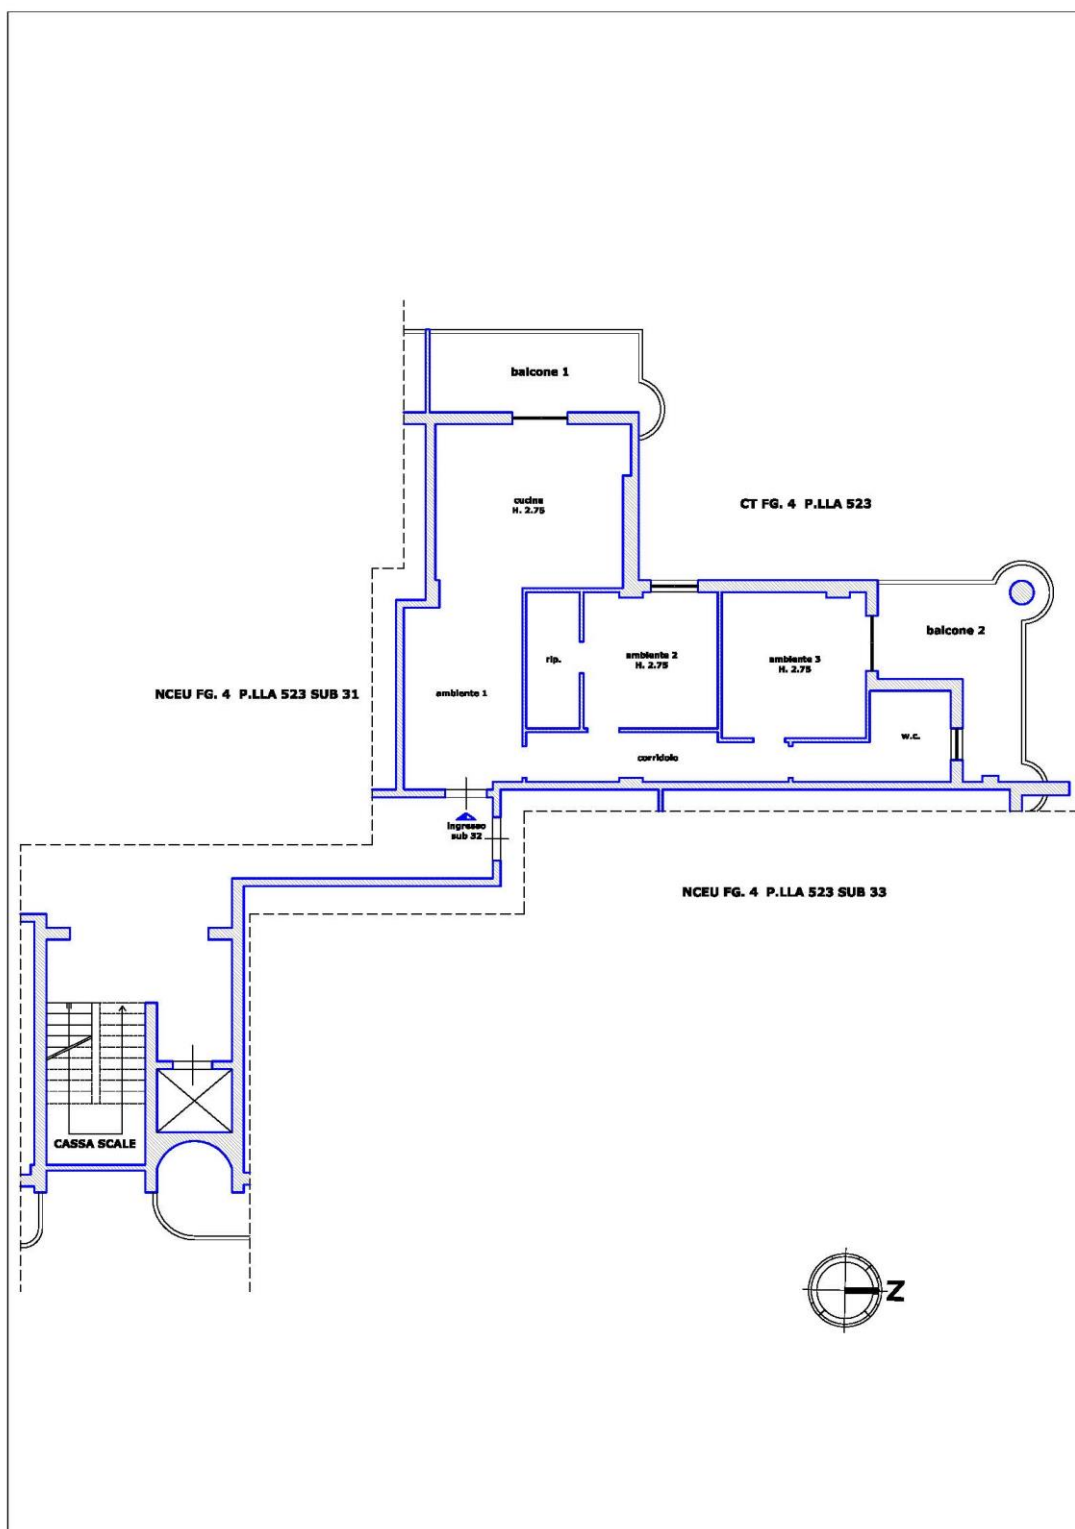 balcone 1
cucina
H. 2.75
CT FG. 4 P.LLA 523
balcone 2
rip.
ambiente 2
H. 2.75
ambiente 3
H. 2.75
NCEU FG. 4 P.LLA 523 SUB 31
ambiente 1
w.c.
corridoio
ingresso
sub 32
NCEU FG. 4 P.LLA 523 SUB 33
CASSA SCALE
N